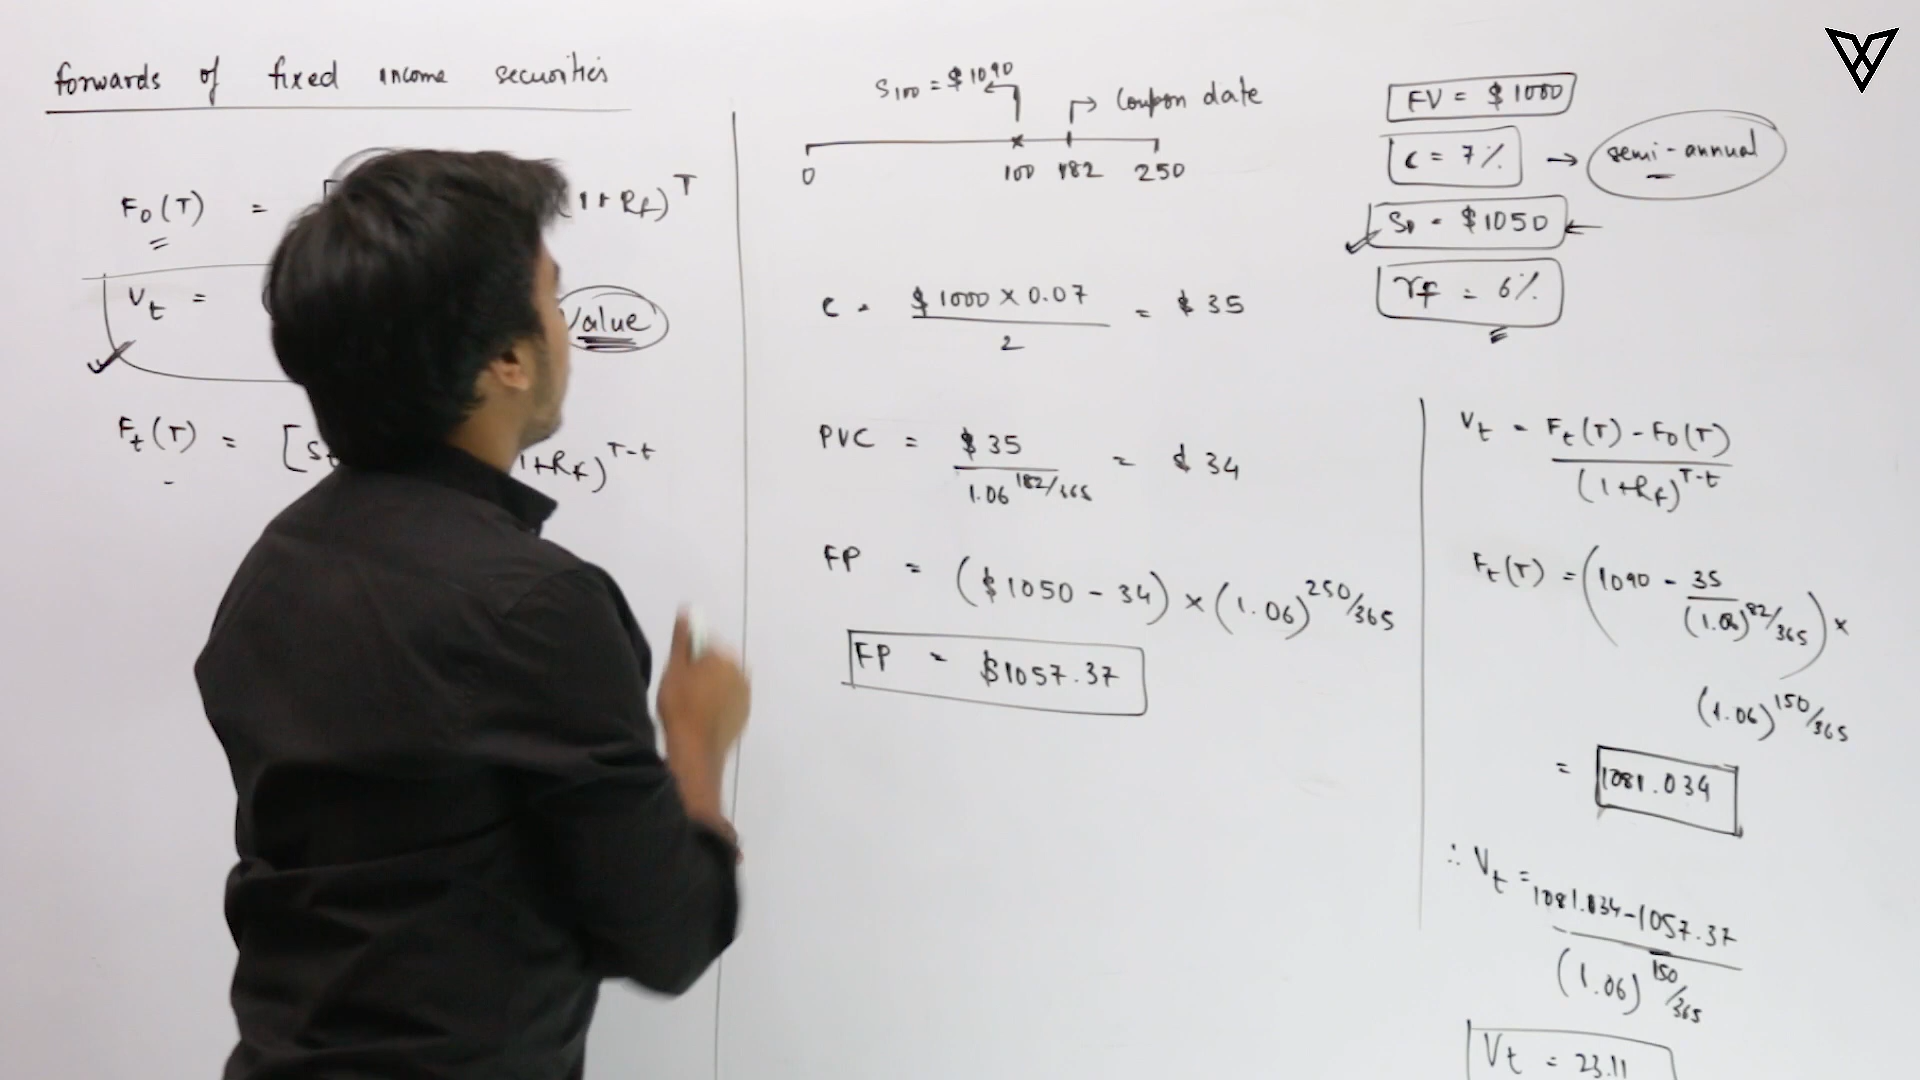 forwards of fixed income securities
F₀(T) = [ (1+Rf)^T
Vt = Value
Ft(T) = [St 1+Rf)^T-t
S₁₀₀ = $1090
Coupon date
0 100 182 250
C = $1000 × 0.07 / 2 = $35
PVC = $35 / 1.06^182/365 = $34
FP = ($1050 - 34) × (1.06)^250/365
FP = $1057.37
FV = $1000
C = 7% → semi-annual
S₀ = $1050
rf = 6%
Vt = Ft(T) - F₀(T) / (1+Rf)^T-t
Ft(T) = (1090 - 35 / (1.06)^82/365) ×
(1.06)^150/365
= 1081.034
∴ Vt = 1081.034 - 1057.37 / (1.06)^150/365
Vt = 23.11